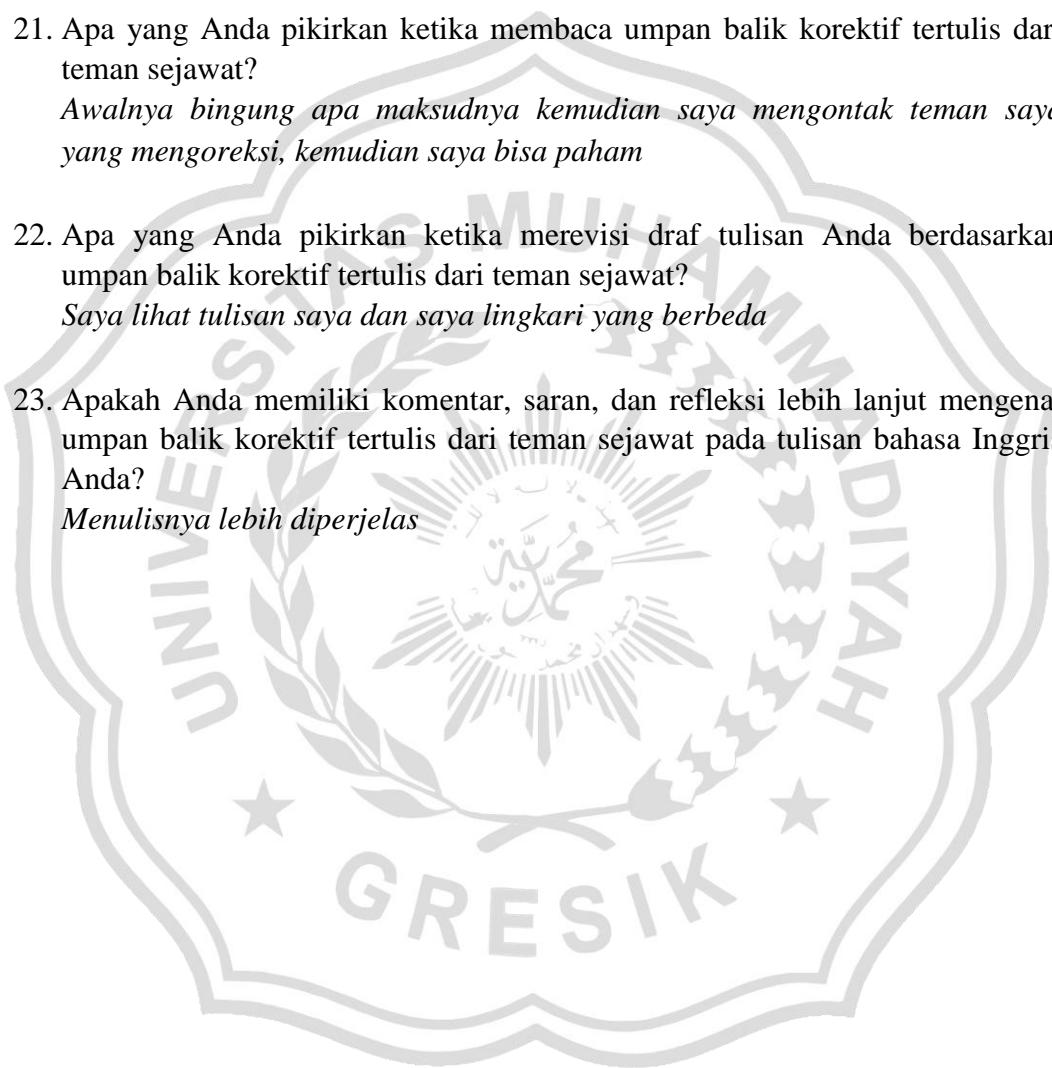 21. Apa yang Anda pikirkan ketika membaca umpan balik korektif tertulis dari
teman sejawat?
Awalnya bingung apa maksudnya kemudian saya mengontak teman saya
yang mengoreksi, kemudian saya bisa paham
22. Apa yang Anda pikirkan ketika merevisi draf tulisan Anda berdasarkan
umpan balik korektif tertulis dari teman sejawat?
Saya lihat tulisan saya dan saya lingkari yang berbeda
23. Apakah Anda memiliki komentar, saran, dan refleksi lebih lanjut mengenai
umpan balik korektif tertulis dari teman sejawat pada tulisan bahasa Inggris
Anda?
Menulisnya lebih diperjelas
UNIVERSITAS MUHAMMADIYAH
GRESIK